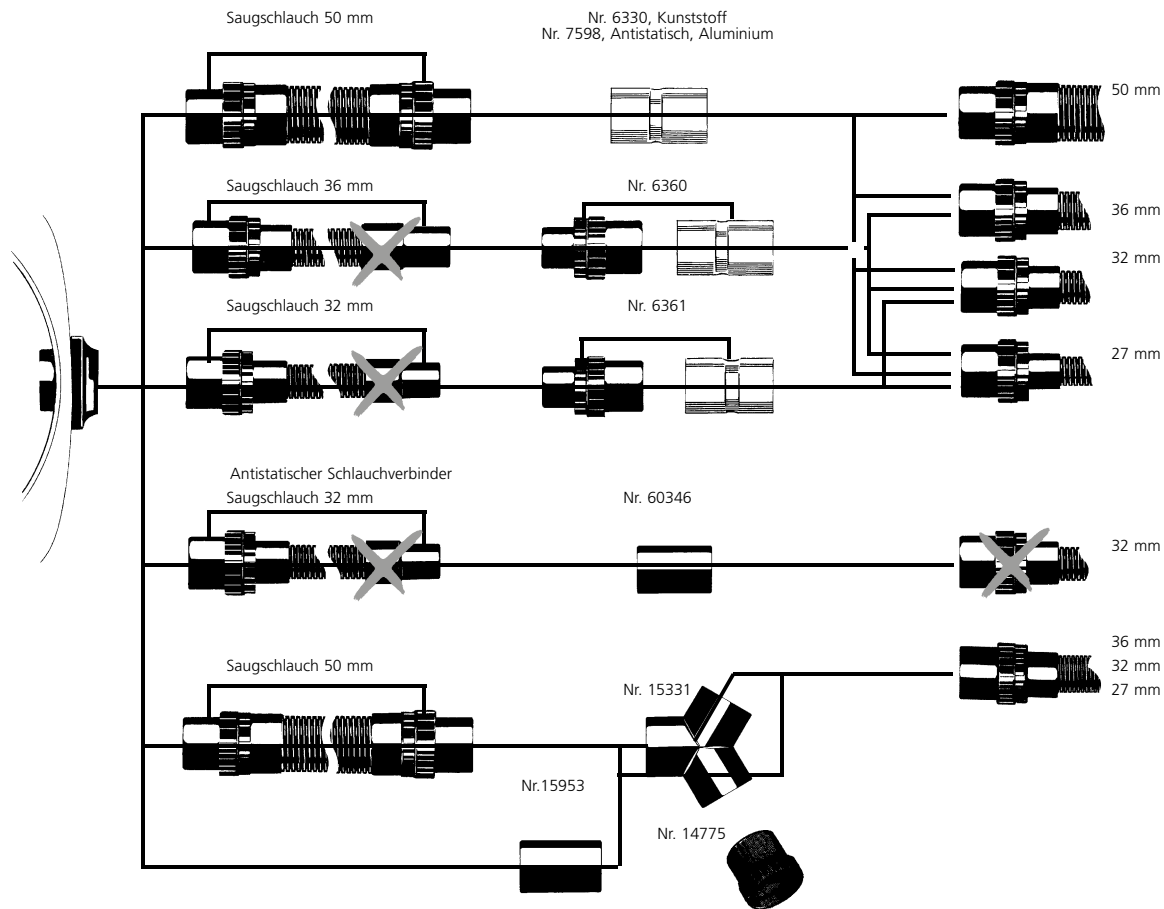 Saugschlauch 50 mm
Nr. 6330, Kunststoff
Nr. 7598, Antistatisch, Aluminium
50 mm
Saugschlauch 36 mm
Nr. 6360
36 mm
32 mm
Saugschlauch 32 mm
Nr. 6361
27 mm
Antistatischer Schlauchverbinder
Saugschlauch 32 mm
Nr. 60346
32 mm
36 mm
Saugschlauch 50 mm
32 mm
Nr. 15331
27 mm
Nr.15953
Nr. 14775